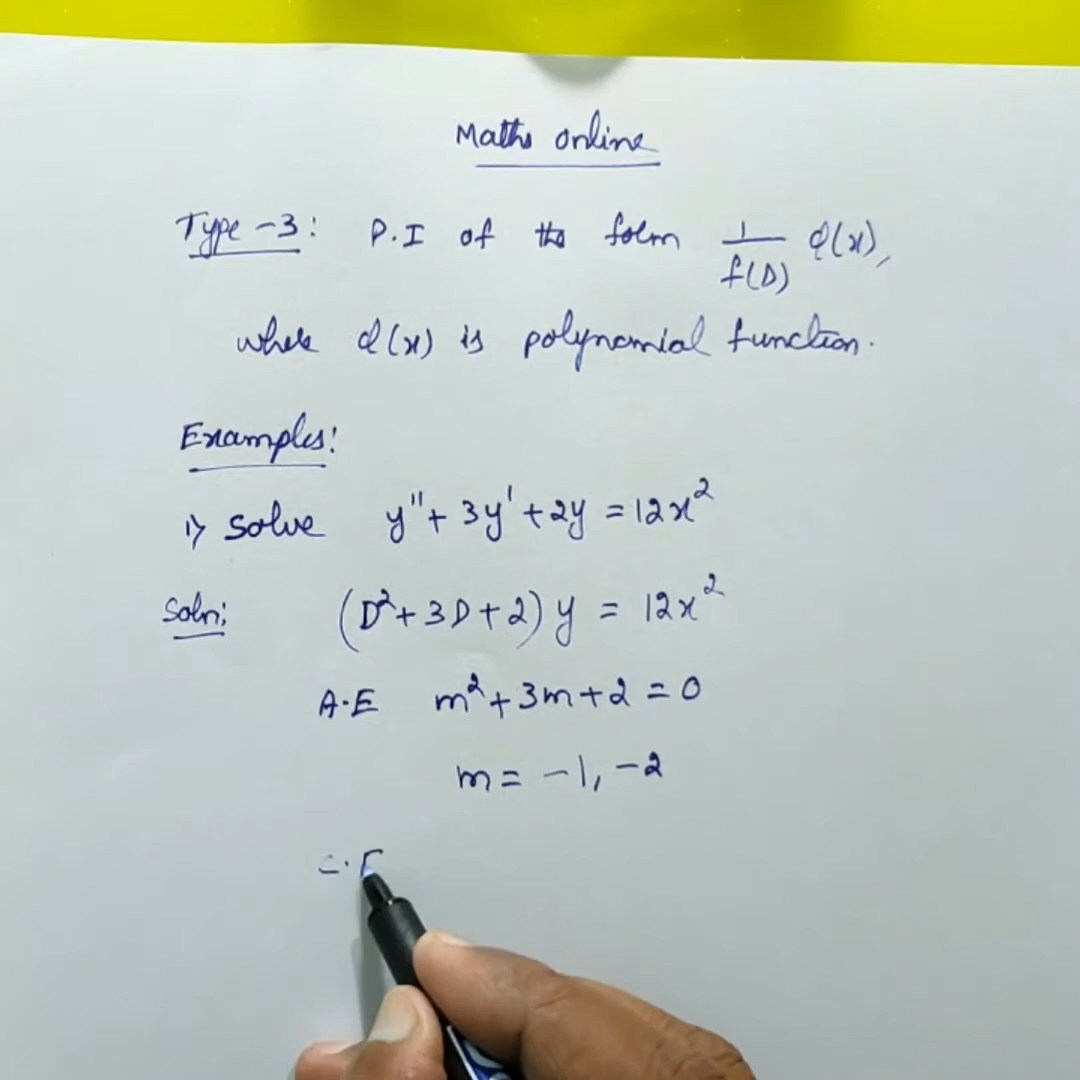 Maths online
Type-3: P.I of the form 1/f(D) Q(x),
where Q(x) is polynomial function.
Examples:
1) Solve y"+3y'+2y=12x²
Soln: (D²+3D+2)y = 12x²
A.E m²+3m+2=0
m= -1, -2
C.F